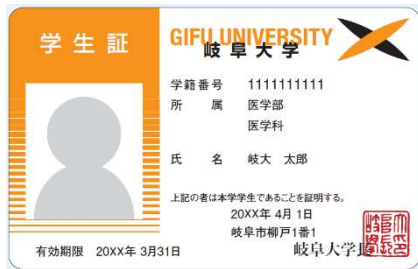 学生証
GIFU UNIVERSITY
岐阜大学
学籍番号 1111111111
所属 医学部
医学科
氏名 岐大 太郎
上記の者は本学学生であることを証明する。
20XX年 4月 1日
岐阜市柳戸1番1
岐阜大学長
有効期限 20XX年 3月31日